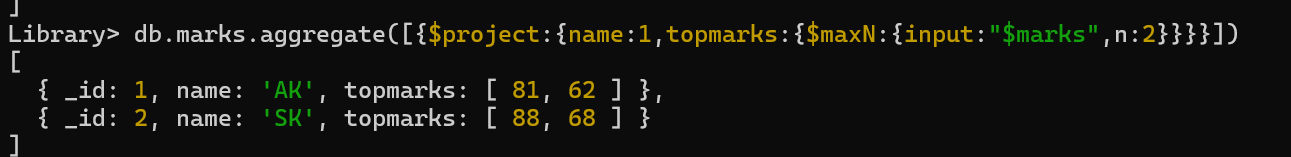 ]
Library> db.marks.aggregate([{$project:{name:1,topmarks:{$maxN:{input:"$marks",n:2}}}}])
[
  { _id: 1, name: 'AK', topmarks: [ 81, 62 ] },
  { _id: 2, name: 'SK', topmarks: [ 88, 68 ] }
]